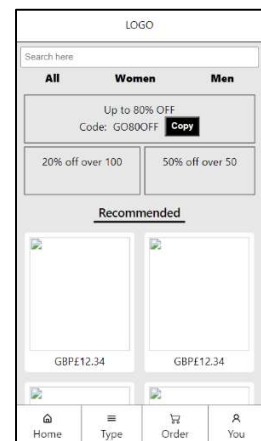 LOGO
Search here
All Women Men
Up to 80% OFF
Code: GO80OFF Copy
20% off over 100 50% off over 50
Recommended
GBP£12.34 GBP£12.34
Home Type Order You